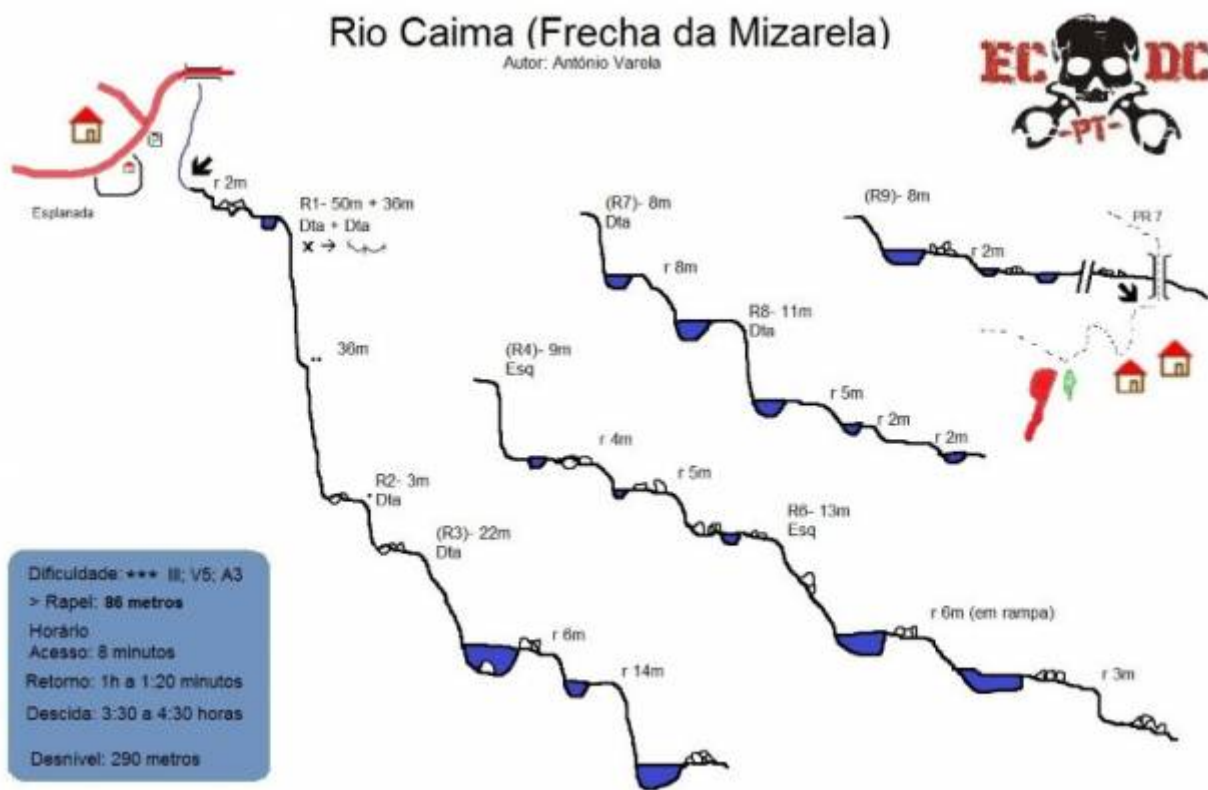 Rio Caima (Frecha da Mizarela)
Autor: António Varela
EC DC
-PT-
Esplanada
r 2m
R1- 50m + 36m
Dta + Dta
36m
R2- 3m
Dta
(R3)- 22m
Dta
r 6m
r 14m
(R4)- 9m
Esq
r 4m
r 5m
R6- 13m
Esq
r 6m (em rampa)
r 3m
(R7)- 8m
Dta
r 8m
R8- 11m
Dta
r 5m
r 2m
r 2m
(R9)- 8m
r 2m
PR 7
Dificuldade: *** III; V5; A3
> Rapel: 86 metros
Horário
Acesso: 8 minutos
Retorno: 1h a 1:20 minutos
Descida: 3:30 a 4:30 horas
Desnível: 290 metros